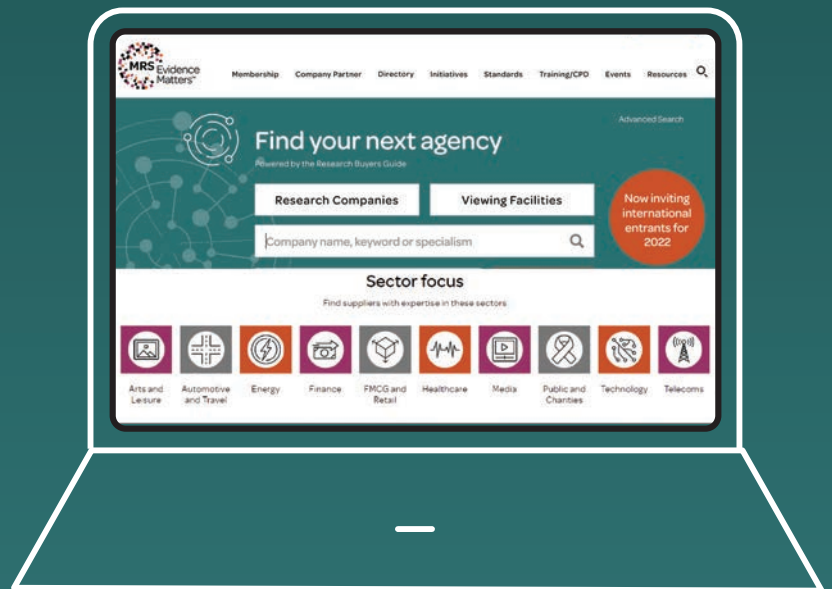 MRS Evidence
Matters™
Membership Company Partner Directory Initiatives Standards Training/CPD Events Resources
Advanced Search
Find your next agency
Powered by the Research Buyers Guide
Research Companies Viewing Facilities
Company name, keyword or specialism
Now inviting
international
entrants for
2022
Sector focus
Find suppliers with expertise in these sectors
Arts and
Leisure
Automotive
and Travel
Energy
Finance
FMCG and
Retail
Healthcare
Media
Public and
Charities
Technology
Telecoms